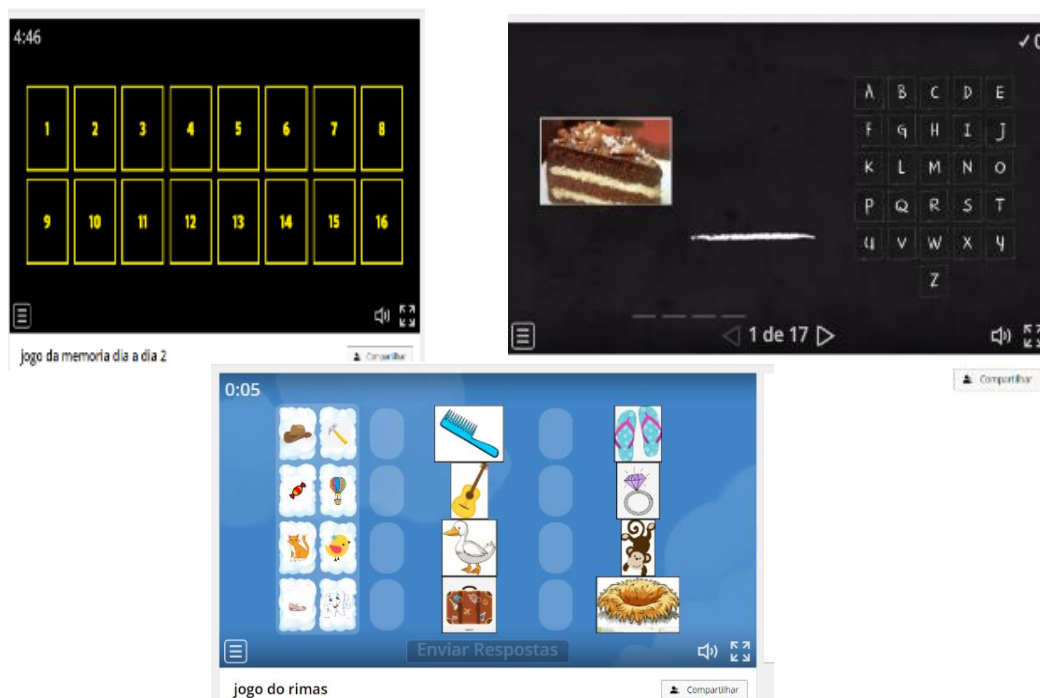 4:46
1 2 3 4 5 6 7 8
9 10 11 12 13 14 15 16
jogo da memoria dia a dia 2
Compartilhar
✓ 0
A B C D E
F G H I J
K L M N O
P Q R S T
U V W X Y
Z
1 de 17
Compartilhar
0:05
Enviar Respostas
jogo do rimas
Compartilhar